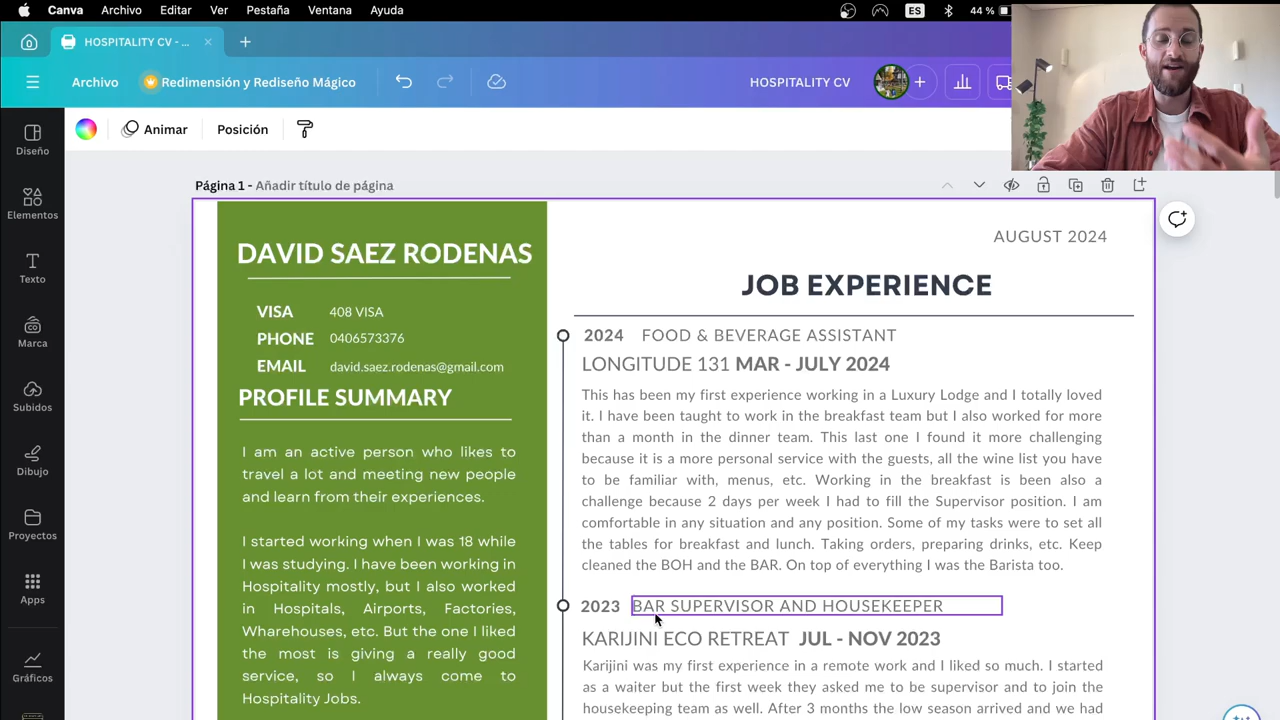 Canva Archivo Editar Ver Pestaña Ventana Ayuda ES 44 %
HOSPITALITY CV - ...
Archivo Redimensión y Rediseño Mágico HOSPITALITY CV
Animar Posición
Diseño
Elementos
Texto
Marca
Subidos
Dibujo
Proyectos
Apps
Gráficos
Página 1 - Añadir título de página
DAVID SAEZ RODENAS
VISA 408 VISA
PHONE 0406573376
EMAIL david.saez.rodenas@gmail.com
PROFILE SUMMARY
I am an active person who likes to
travel a lot and meeting new people
and learn from their experiences.
I started working when I was 18 while
I was studying. I have been working in
Hospitality mostly, but I also worked
in Hospitals, Airports, Factories,
Wharehouses, etc. But the one I liked
the most is giving a really good
service, so I always come to
Hospitality Jobs.
AUGUST 2024
JOB EXPERIENCE
2024 FOOD & BEVERAGE ASSISTANT
LONGITUDE 131 MAR - JULY 2024
This has been my first experience working in a Luxury Lodge and I totally loved
it. I have been taught to work in the breakfast team but I also worked for more
than a month in the dinner team. This last one I found it more challenging
because it is a more personal service with the guests, all the wine list you have
to be familiar with, menus, etc. Working in the breakfast is been also a
challenge because 2 days per week I had to fill the Supervisor position. I am
comfortable in any situation and any position. Some of my tasks were to set all
the tables for breakfast and lunch. Taking orders, preparing drinks, etc. Keep
cleaned the BOH and the BAR. On top of everything I was the Barista too.
2023 BAR SUPERVISOR AND HOUSEKEEPER
KARIJINI ECO RETREAT JUL - NOV 2023
Karijini was my first experience in a remote work and I liked so much. I started
as a waiter but the first week they asked me to be supervisor and to join the
housekeeping team as well. After 3 months the low season arrived and we had